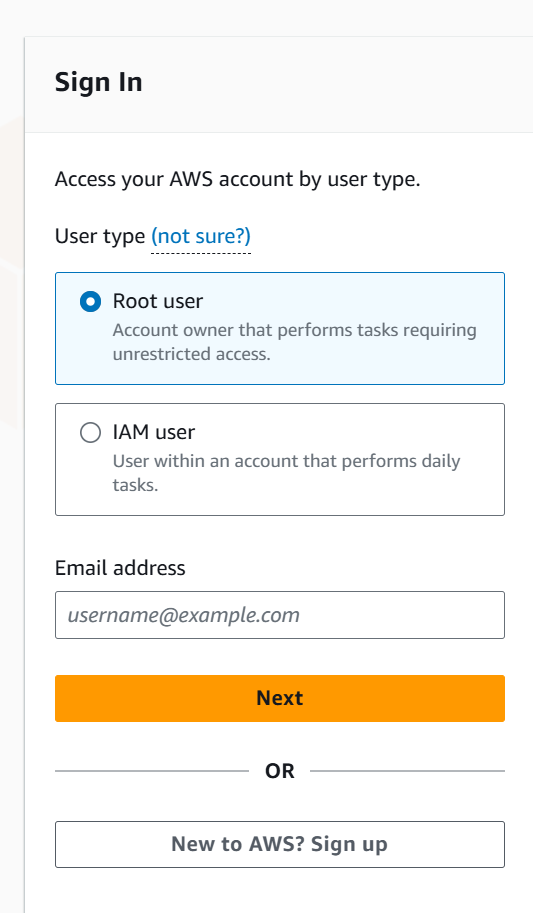 Sign In
Access your AWS account by user type.
User type (not sure?)
Root user
Account owner that performs tasks requiring
unrestricted access.
IAM user
User within an account that performs daily
tasks.
Email address
username@example.com
Next
OR
New to AWS? Sign up